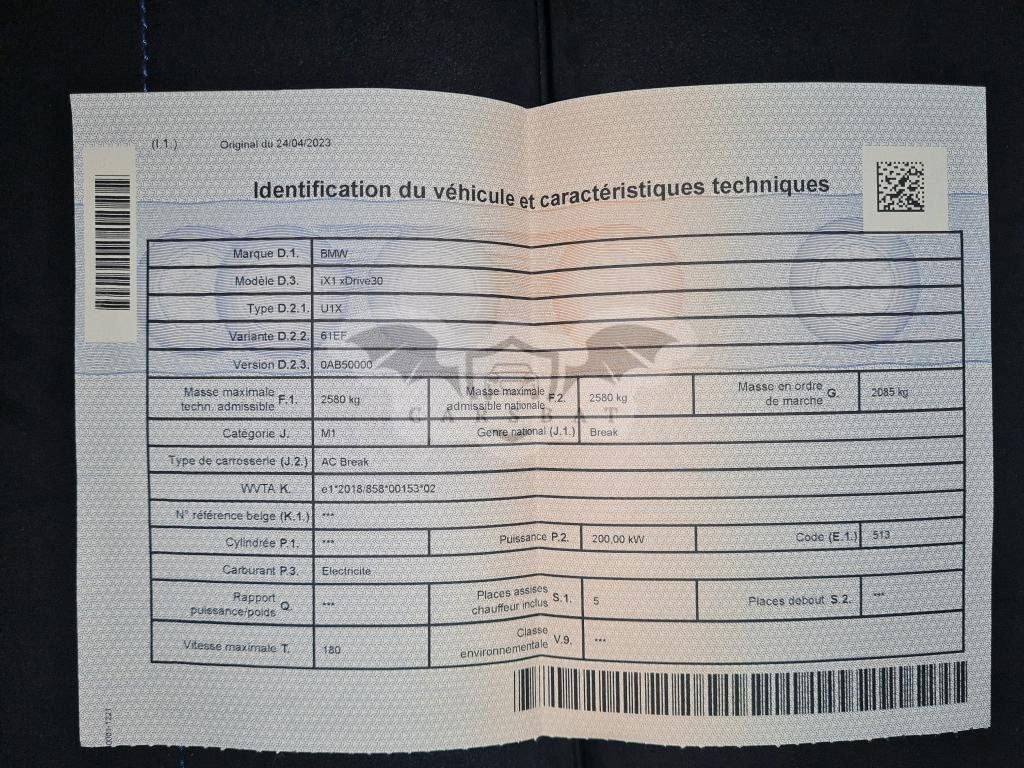 (I.1.) Original du 24/04/2023
Identification du véhicule et caractéristiques techniques
Marque D.1. BMW
Modèle D.3. iX1 xDrive30
Type D.2.1. U1X
Variante D.2.2. 61EF
Version D.2.3. 0AB50000
Masse maximale techn. admissible F.1. 2580 kg Masse maximale admissible nationale F.2. 2580 kg Masse en ordre de marche G. 2085 kg
CARSBAT
Catégorie J. M1 Genre national (J.1.) Break
Type de carrosserie (J.2.) AC Break
WVTA K. e1*2018/858*00153*02
N° référence belge (K.1.) ***
Cylindrée P.1. *** Puissance P.2. 200,00 kW Code (E.1.) 513
Carburant P.3. Electricite
Rapport puissance/poids Q. *** Places assises chauffeur inclus S.1. 5 Places debout S.2. ***
Vitesse maximale T. 180 Classe environnementale V.9. ***